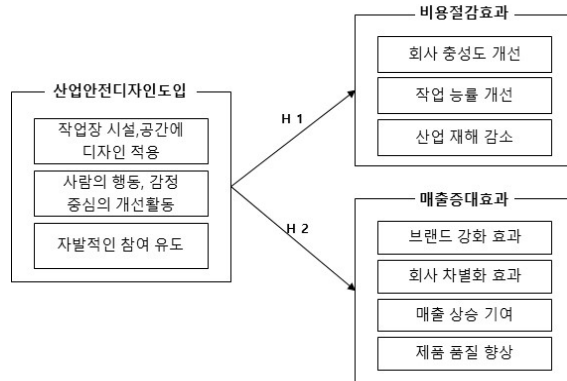 산업안전디자인도입
작업장 시설,공간에
디자인 적용
사람의 행동, 감정
중심의 개선활동
자발적인 참여 유도
H 1
H 2
비용절감효과
회사 충성도 개선
작업 능률 개선
산업 재해 감소
매출증대효과
브랜드 강화 효과
회사 차별화 효과
매출 상승 기여
제품 품질 향상